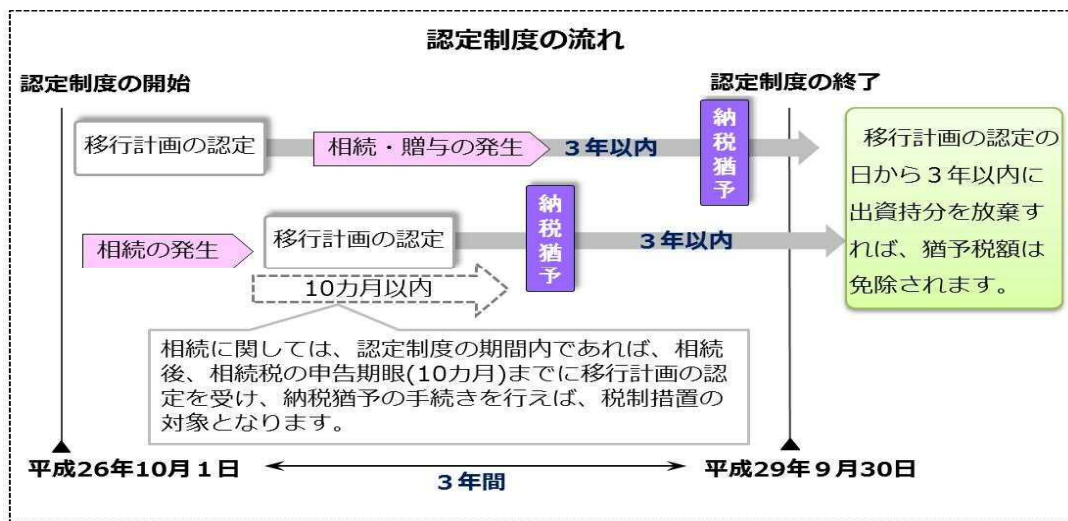 認定制度の流れ
認定制度の開始
認定制度の終了
移行計画の認定
相続・贈与の発生
3年以内
納税猶予
相続の発生
移行計画の認定
納税猶予
3年以内
10カ月以内
移行計画の認定の
日から3年以内に
出資持分を放棄す
れば、猶予税額は
免除されます。
相続に関しては、認定制度の期間内であれば、相続
後、相続税の申告期眼(10カ月)までに移行計画の認
定を受け、納税猶予の手続きを行えば、税制措置の
対象となります。
平成26年10月1日
3年間
平成29年9月30日